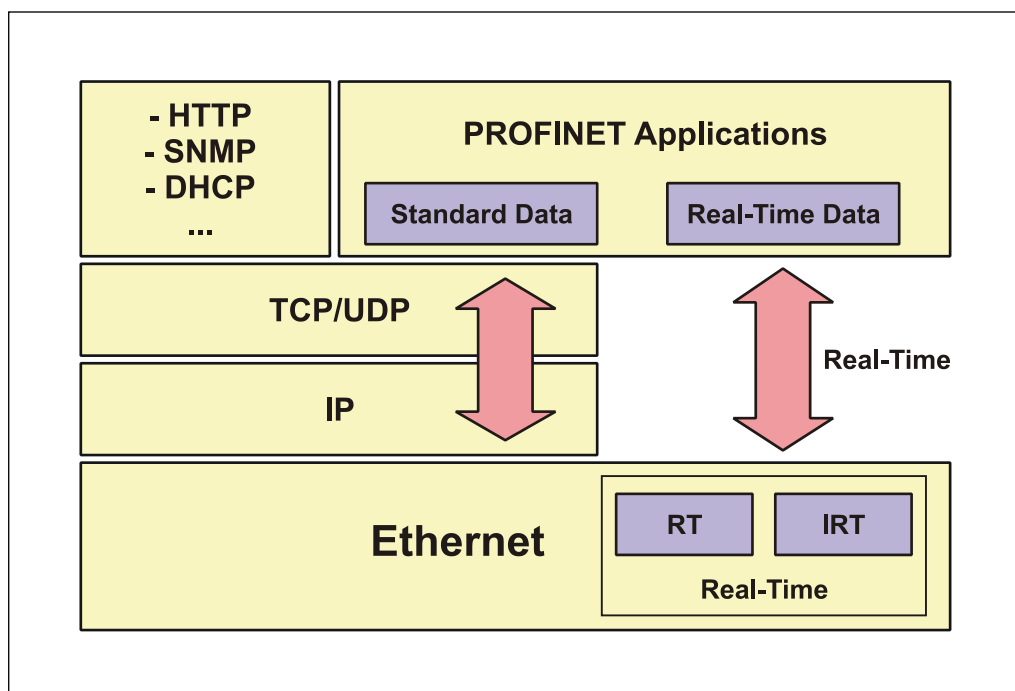 - HTTP
- SNMP
- DHCP
...
PROFINET Applications
Standard Data
Real-Time Data
TCP/UDP
Real-Time
IP
Ethernet
RT
IRT
Real-Time